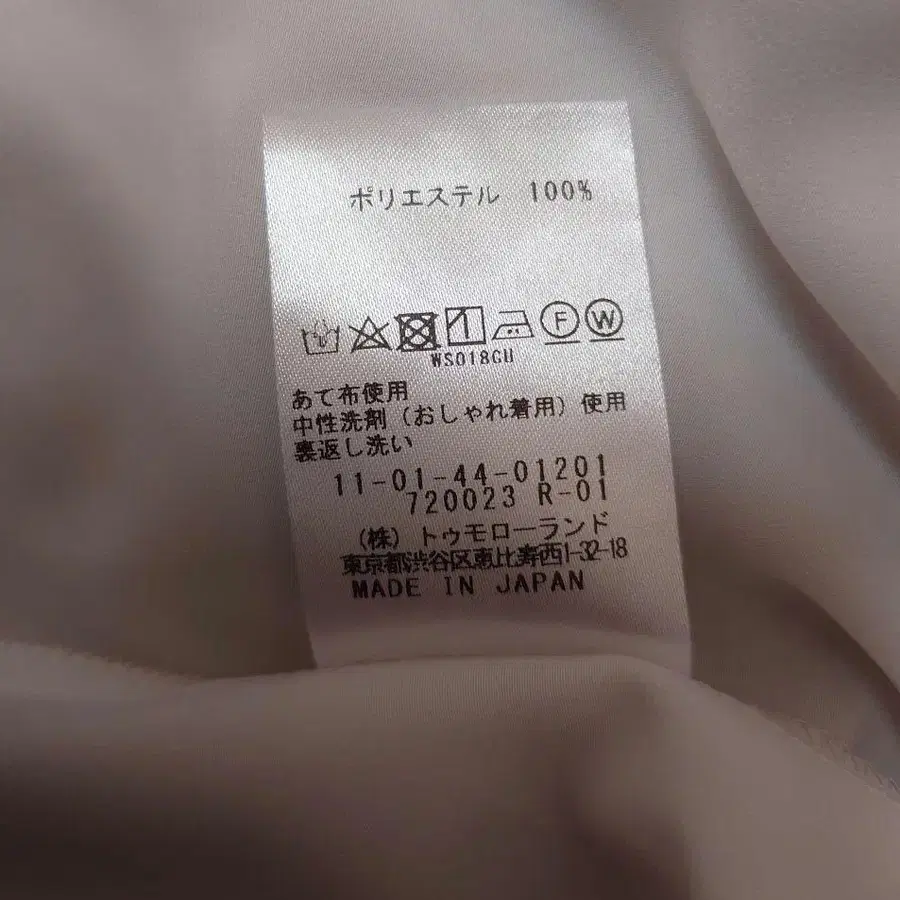 ポリエステル 100%
F W
WS018CU
あて布使用
中性洗剤(おしゃれ着用)使用
裏返し洗い
11-01-44-01201
720023 R-01
(株)トゥモローランド
東京都渋谷区恵比寿西1-32-18
MADE IN JAPAN